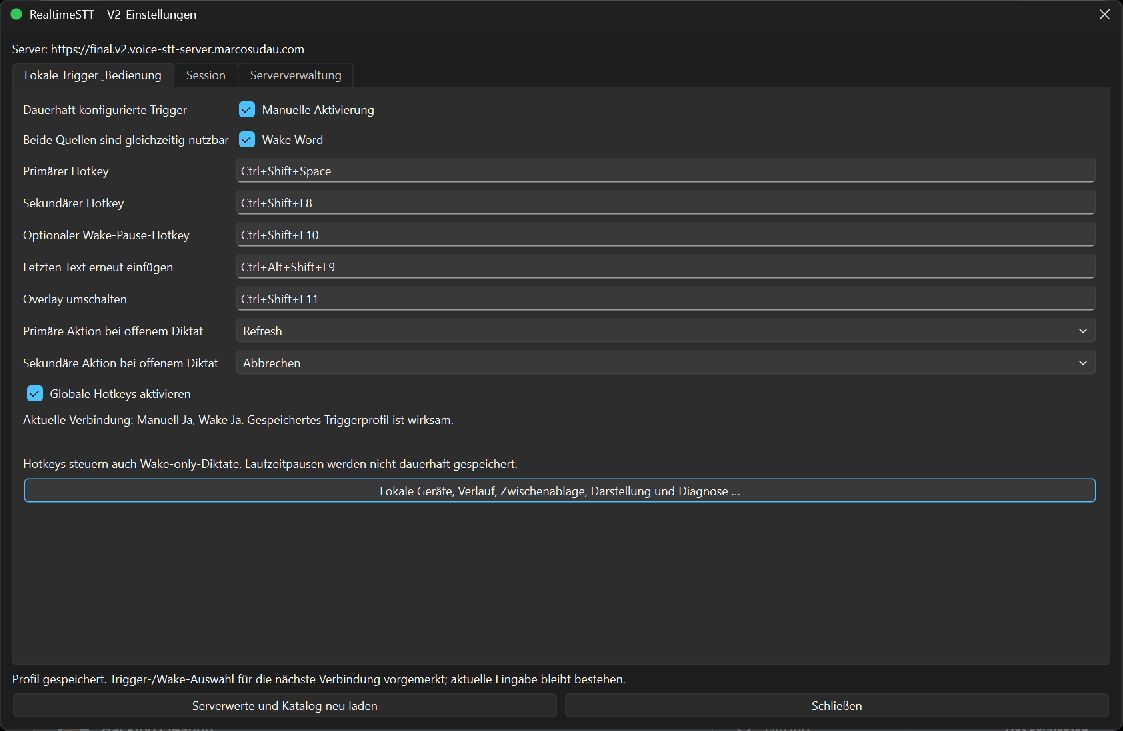 RealtimeSTT V2-Einstellungen
Server: https://final.v2.voice-stt-server.marcosudau.com
Lokale Trigger_Bedienung Session Serververwaltung
Dauerhaft konfigurierte Trigger Manuelle Aktivierung
Beide Quellen sind gleichzeitig nutzbar Wake Word
Primärer Hotkey Ctrl+Shift+Space
Sekundärer Hotkey Ctrl+Shift+F8
Optionaler Wake-Pause-Hotkey Ctrl+Shift+F10
Letzten Text erneut einfügen Ctrl+Alt+Shift+F9
Overlay umschalten Ctrl+Shift+F11
Primäre Aktion bei offenem Diktat Refresh
Sekundäre Aktion bei offenem Diktat Abbrechen
Globale Hotkeys aktivieren
Aktuelle Verbindung: Manuell Ja, Wake Ja. Gespeichertes Triggerprofil ist wirksam.
Hotkeys steuern auch Wake-only-Diktate. Laufzeitpausen werden nicht dauerhaft gespeichert.
Lokale Geräte, Verlauf, Zwischenablage, Darstellung und Diagnose ...
Profil gespeichert. Trigger-/Wake-Auswahl für die nächste Verbindung vorgemerkt; aktuelle Eingabe bleibt bestehen.
Serverwerte und Katalog neu laden Schließen